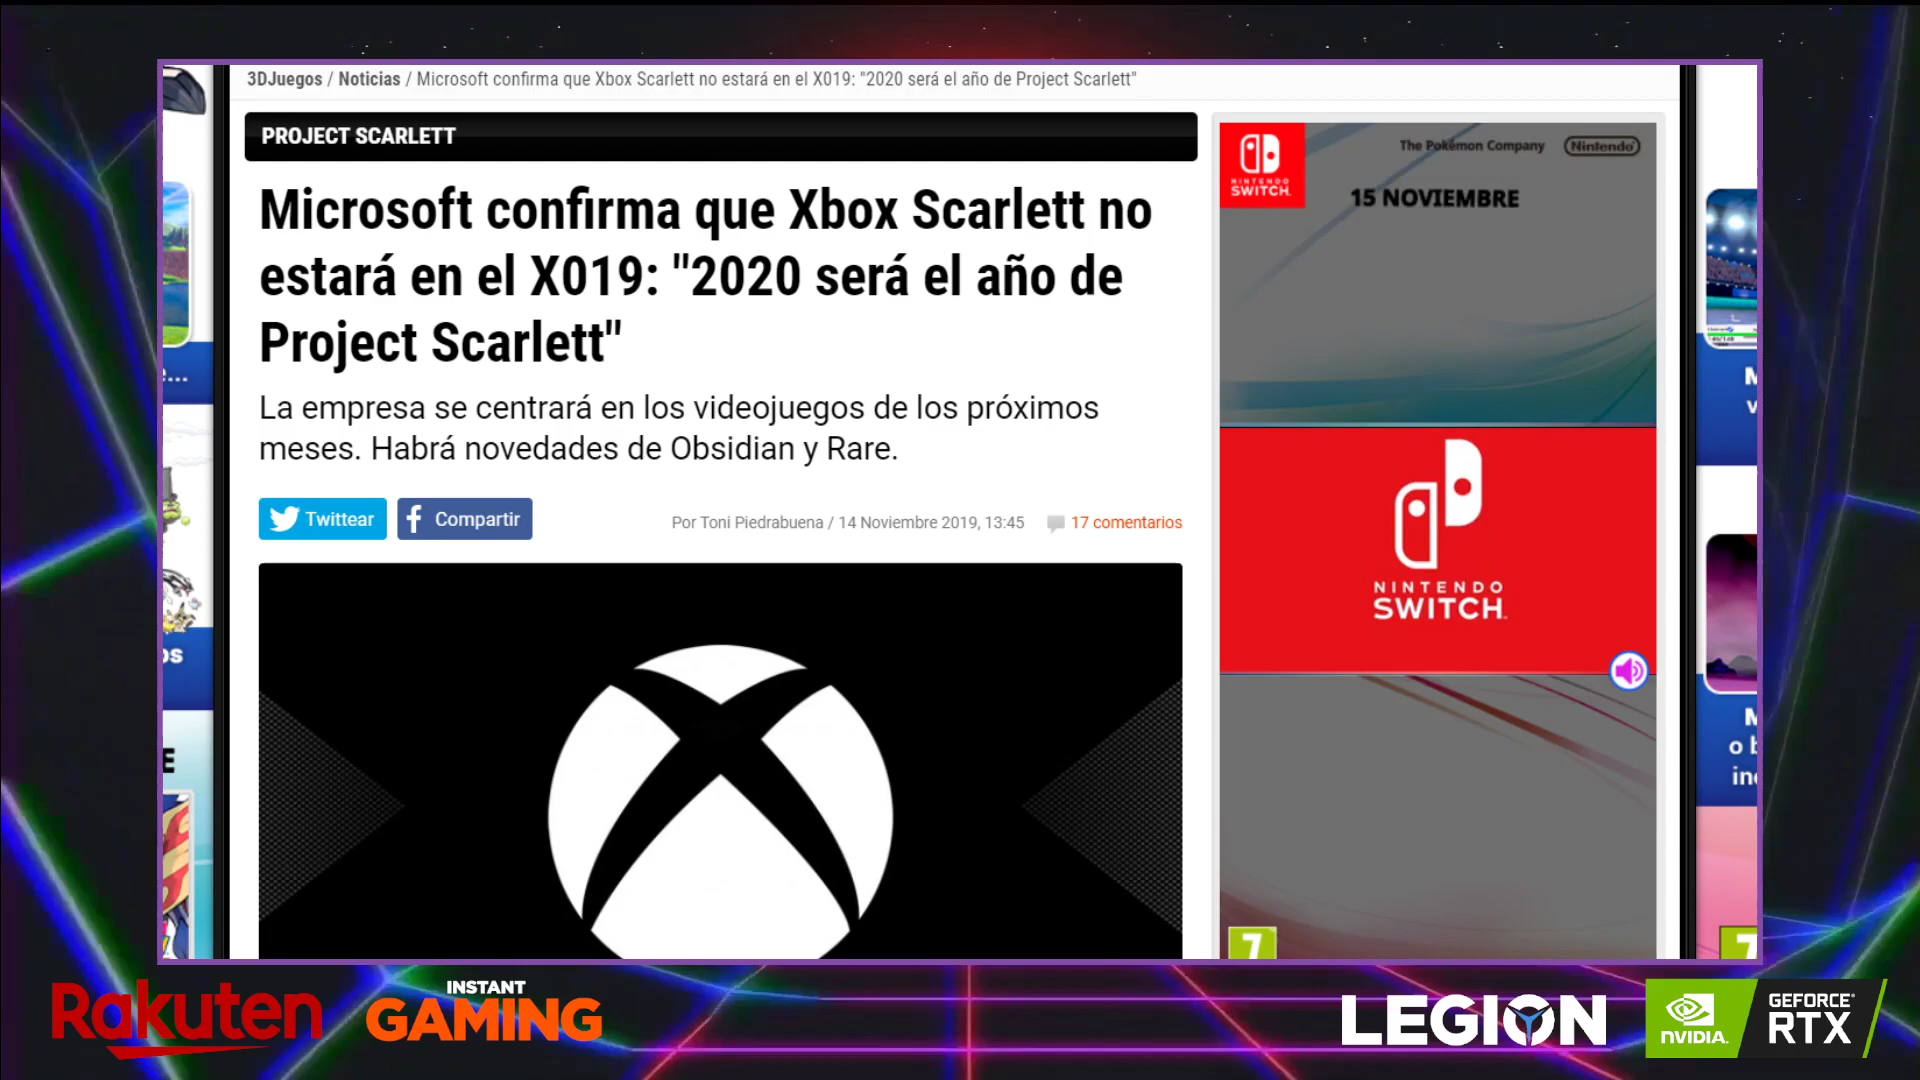 3DJuegos / Noticias / Microsoft confirma que Xbox Scarlett no estará en el X019: "2020 será el año de Project Scarlett"
PROJECT SCARLETT
Microsoft confirma que Xbox Scarlett no
estará en el X019: "2020 será el año de
Project Scarlett"
La empresa se centrará en los videojuegos de los próximos
meses. Habrá novedades de Obsidian y Rare.
Twittear
Compartir
Por Toni Piedrabuena / 14 Noviembre 2019, 13:45
17 comentarios
NINTENDO
SWITCH
The Pokémon Company
Nintendo
15 NOVIEMBRE
NINTENDO
SWITCH
7
7
Rakuten
INSTANT
GAMING
LEGION
NVIDIA
GEFORCE
RTX